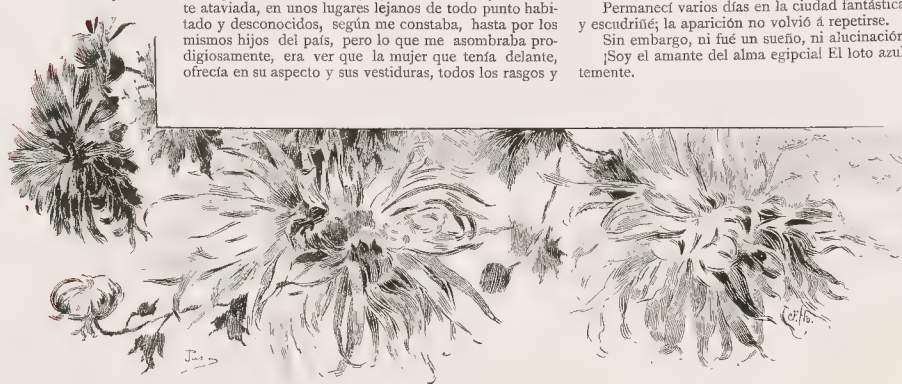 te ataviada, en unos lugares lejanos de todo punto habi-
tado y desconocidos, según me constaba, hasta por los
mismos hijos del país, pero lo que me asombraba pro-
digiosamente, era ver que la mujer que tenía delante,
ofrecía en su aspecto y sus vestiduras, todos los rasgos y
Permanecí varios días en la ciudad fantástica
y escudriñé; la aparición no volvió á repetirse.
Sin embargo, ni fué un sueño, ni alucinación
¡Soy el amante del alma egipcia! El loto azul
temente.